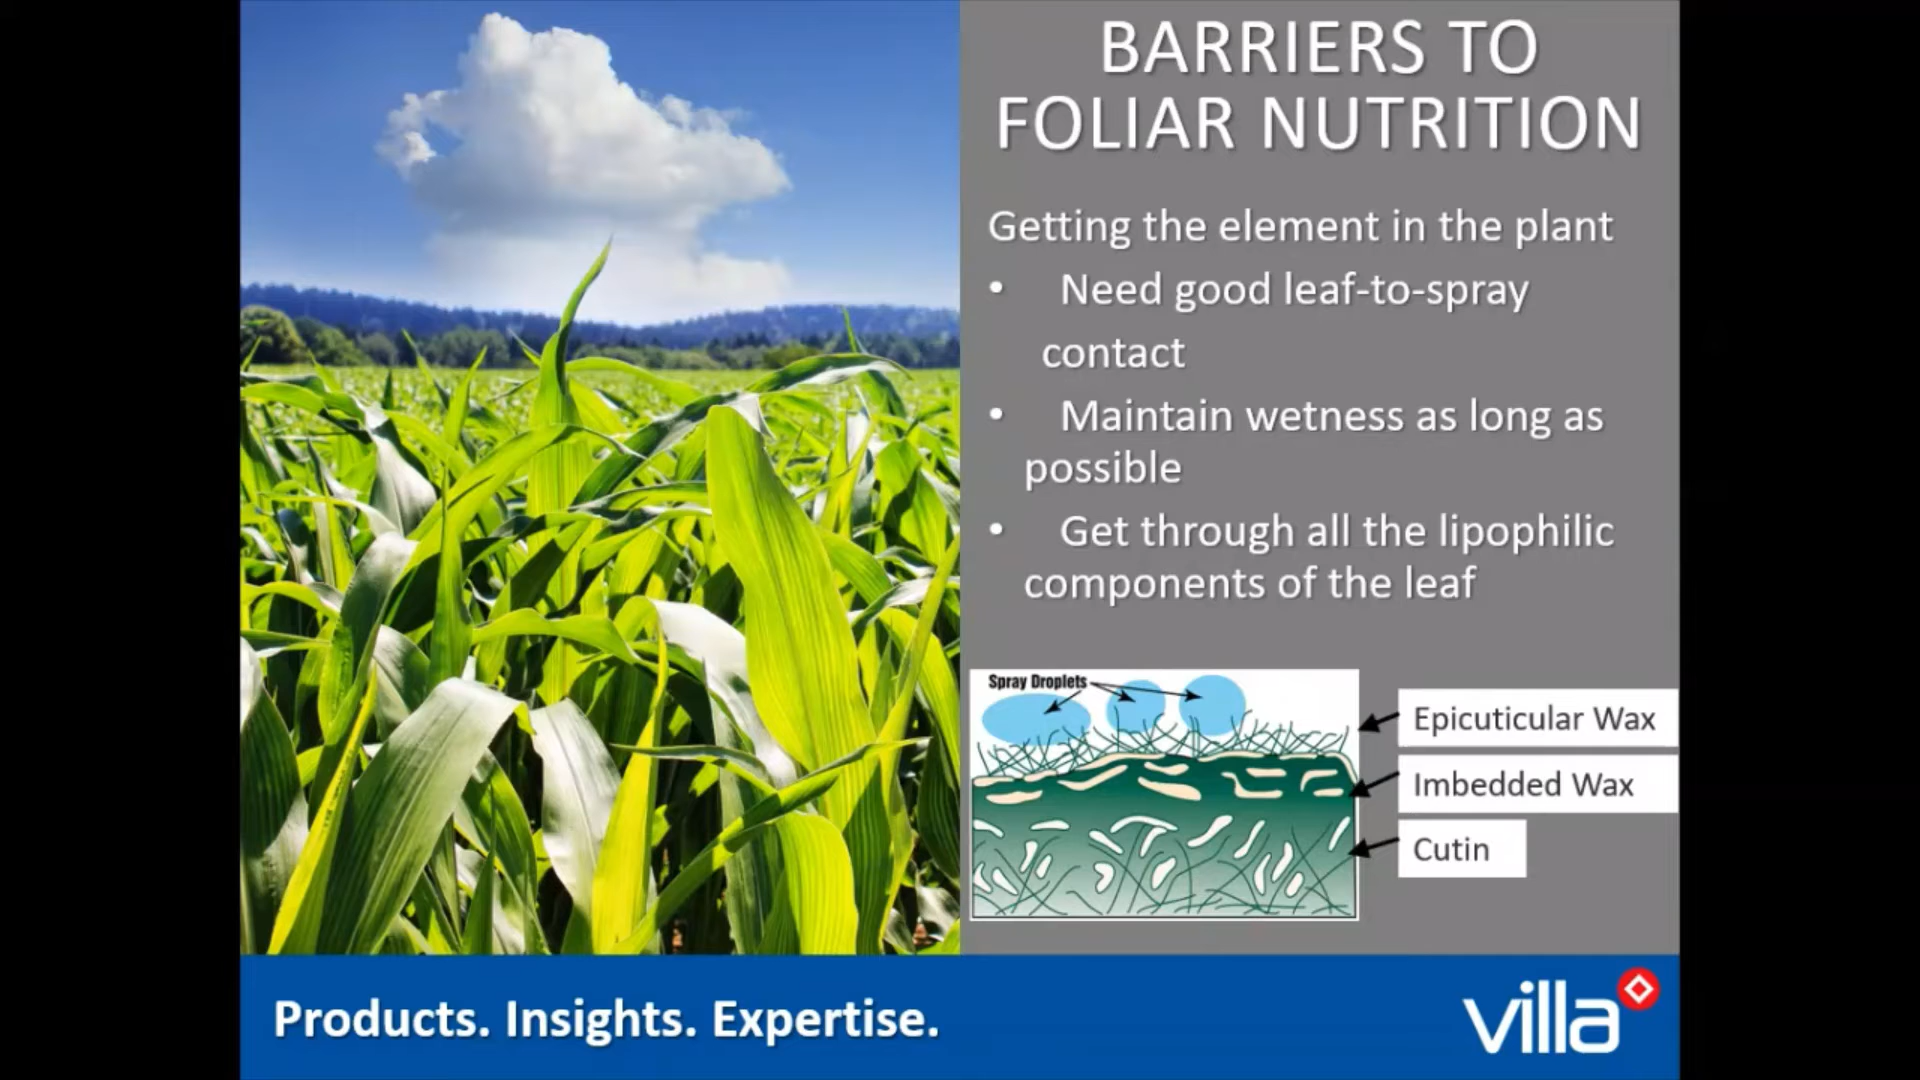 BARRIERS TO
FOLIAR NUTRITION
Getting the element in the plant
• Need good leaf-to-spray
contact
• Maintain wetness as long as
possible
• Get through all the lipophilic
components of the leaf
Spray Droplets
Epicuticular Wax
Imbedded Wax
Cutin
Products. Insights. Expertise.
villa